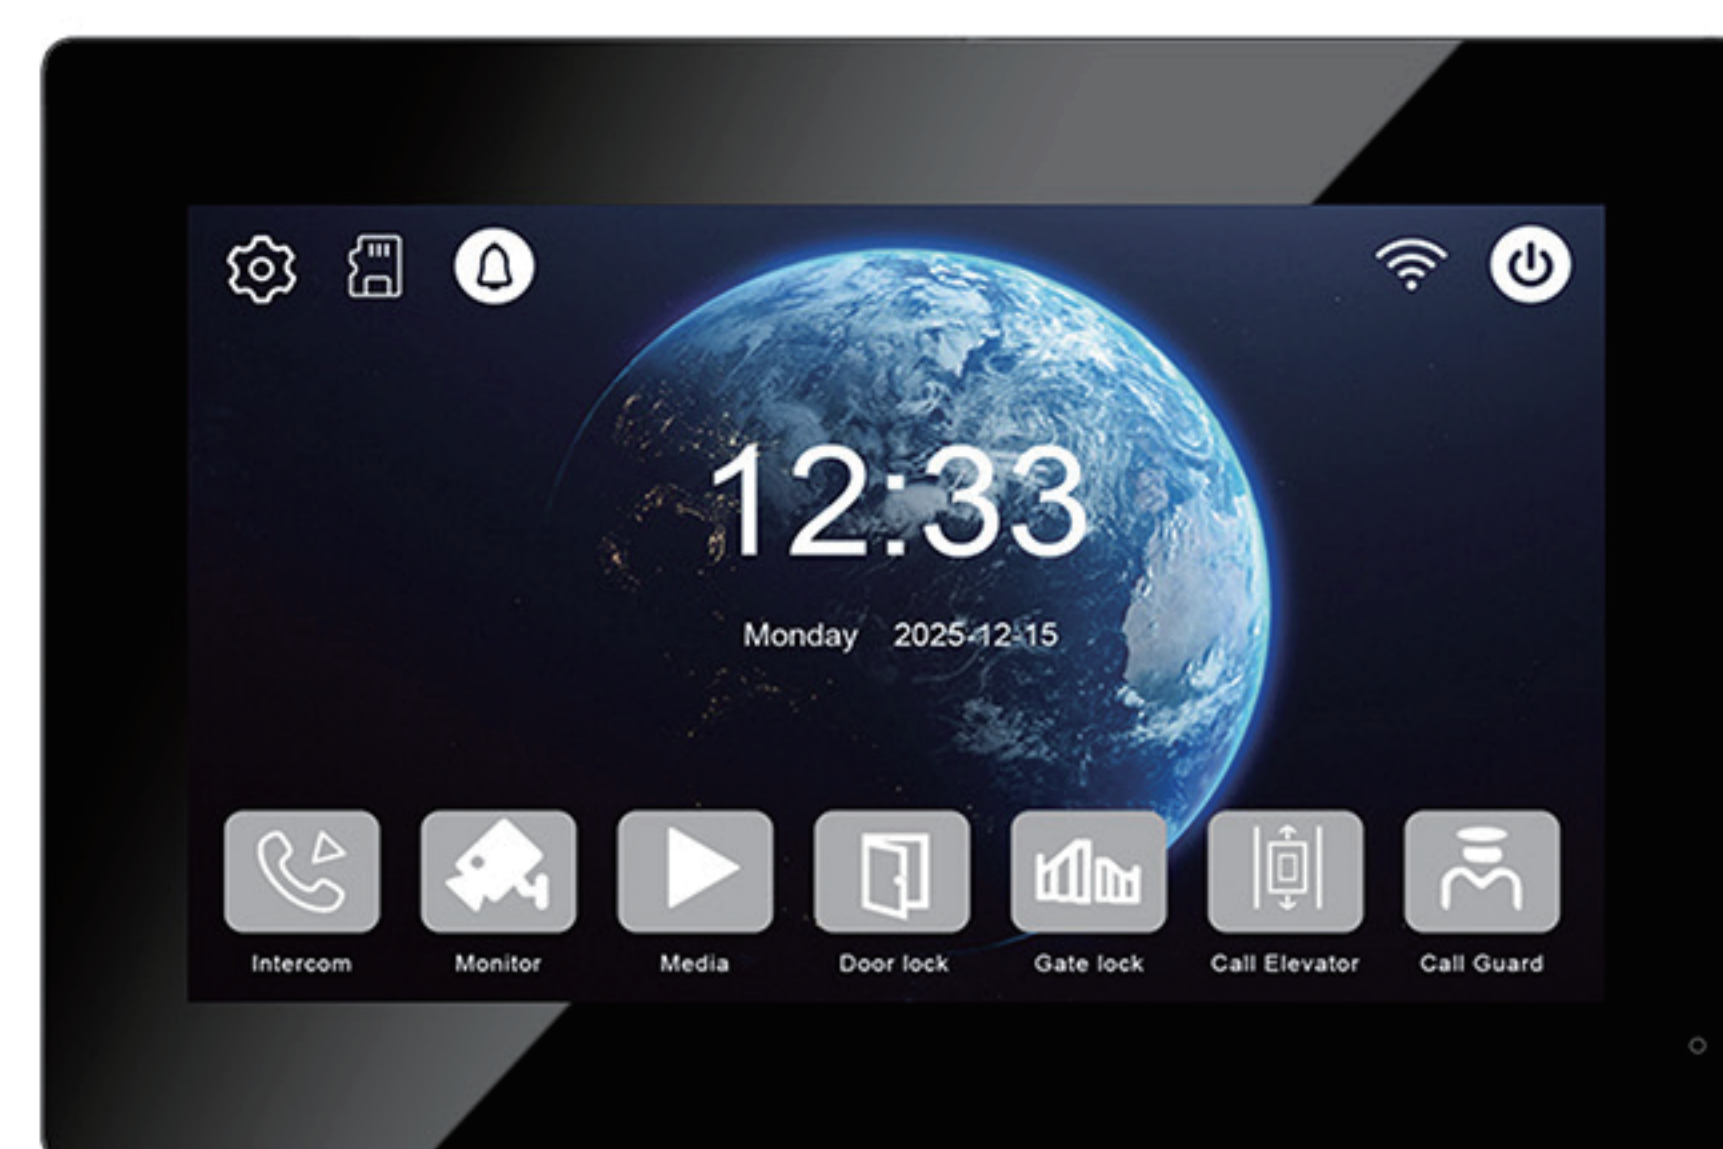 12:33
Monday 2025-12-15
Intercom Monitor Media Door lock Gate lock Call Elevator Call Guard